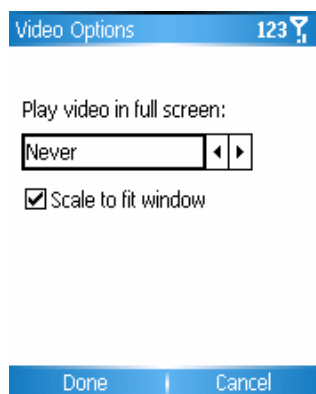 Video Options 123
Play video in full screen:
Never
Scale to fit window
Done Cancel